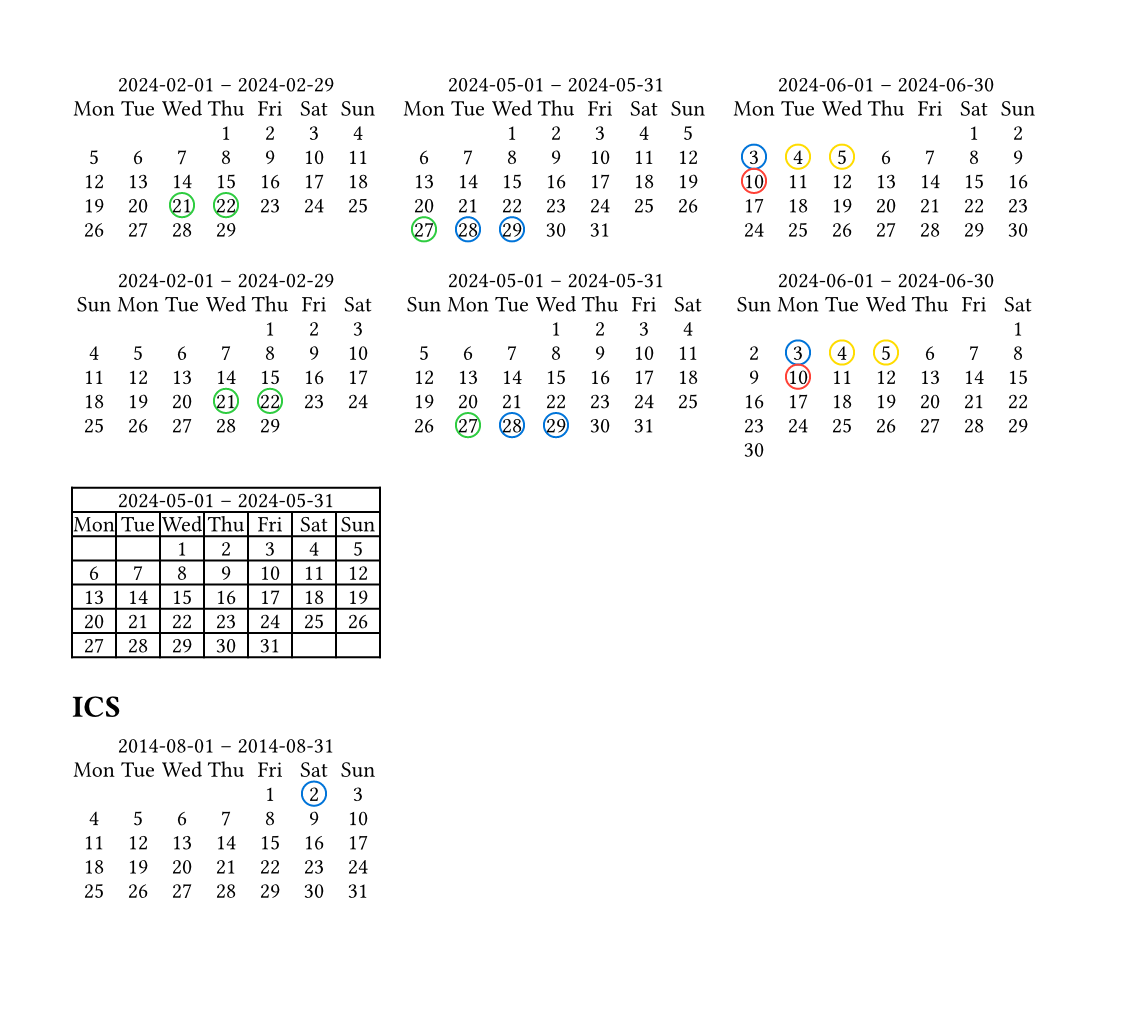 2024-02-01 – 2024-02-29
Mon Tue Wed Thu Fri Sat Sun
1 2 3 4
5 6 7 8 9 10 11
12 13 14 15 16 17 18
19 20 21 22 23 24 25
26 27 28 29
2024-05-01 – 2024-05-31
Mon Tue Wed Thu Fri Sat Sun
1 2 3 4 5
6 7 8 9 10 11 12
13 14 15 16 17 18 19
20 21 22 23 24 25 26
27 28 29 30 31
2024-06-01 – 2024-06-30
Mon Tue Wed Thu Fri Sat Sun
1 2
3 4 5 6 7 8 9
10 11 12 13 14 15 16
17 18 19 20 21 22 23
24 25 26 27 28 29 30
2024-02-01 – 2024-02-29
Sun Mon Tue Wed Thu Fri Sat
1 2 3
4 5 6 7 8 9 10
11 12 13 14 15 16 17
18 19 20 21 22 23 24
25 26 27 28 29
2024-05-01 – 2024-05-31
Sun Mon Tue Wed Thu Fri Sat
1 2 3 4
5 6 7 8 9 10 11
12 13 14 15 16 17 18
19 20 21 22 23 24 25
26 27 28 29 30 31
2024-06-01 – 2024-06-30
Sun Mon Tue Wed Thu Fri Sat
1
2 3 4 5 6 7 8
9 10 11 12 13 14 15
16 17 18 19 20 21 22
23 24 25 26 27 28 29
30
2024-05-01 – 2024-05-31
Mon Tue Wed Thu Fri Sat Sun
1 2 3 4 5
6 7 8 9 10 11 12
13 14 15 16 17 18 19
20 21 22 23 24 25 26
27 28 29 30 31
ICS
2014-08-01 – 2014-08-31
Mon Tue Wed Thu Fri Sat Sun
1 2 3
4 5 6 7 8 9 10
11 12 13 14 15 16 17
18 19 20 21 22 23 24
25 26 27 28 29 30 31